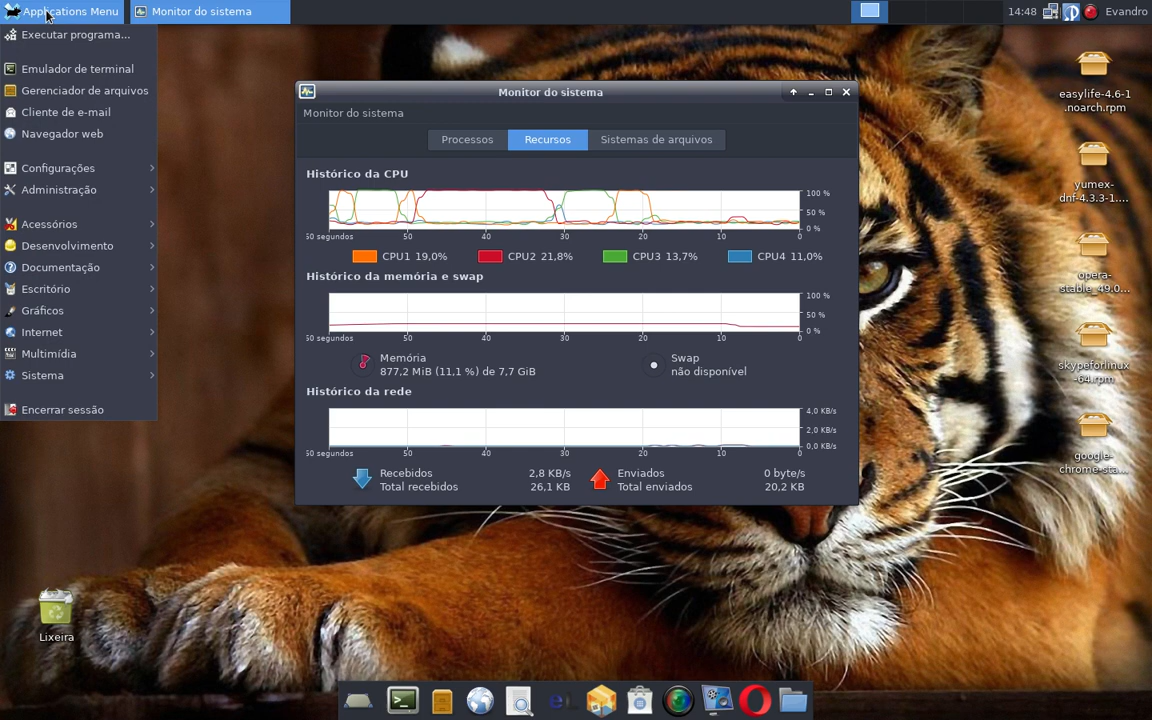 Applications Menu
Monitor do sistema
14:48
Evandro
Executar programa...
Emulador de terminal
Gerenciador de arquivos
Cliente de e-mail
Navegador web
Configurações
Administração
Acessórios
Desenvolvimento
Documentação
Escritório
Gráficos
Internet
Multimídia
Sistema
Encerrar sessão
Monitor do sistema
Monitor do sistema
Processos
Recursos
Sistemas de arquivos
Histórico da CPU
100 %
50 %
0 %
segundos 50 40 30 20 10 0
CPU1 19,0% CPU2 21,8% CPU3 13,7% CPU4 11,0%
Histórico da memória e swap
100 %
50 %
0 %
segundos 50 40 30 20 10 0
Memória
877,2 MiB (11,1 %) de 7,7 GiB
Swap
não disponível
Histórico da rede
4,0 KB/s
2,0 KB/s
0,0 KB/s
segundos 50 40 30 20 10 0
Recebidos 2,8 KB/s
Total recebidos 26,1 KB
Enviados 0 byte/s
Total enviados 20,2 KB
easylife-4.6-1
.noarch.rpm
yumex-
dnf-4.3.3-1....
opera-
stable_49.0...
skypeforlinux
-64.rpm
google-
chrome-sta...
Lixeira